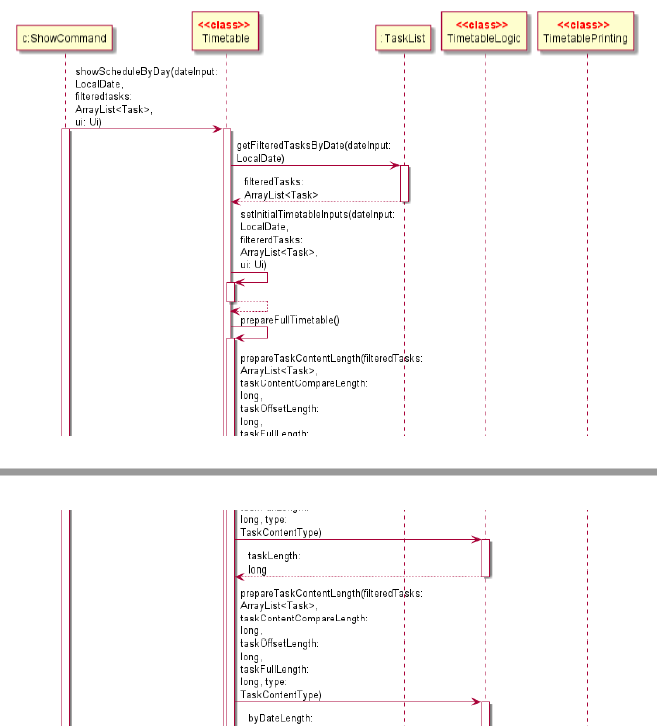 c:ShowCommand
<<class>>
Timetable
: TaskList
<<class>>
TimetableLogic
<<class>>
TimetablePrinting
showScheduleByDay(dateInput:
LocalDate,
filteredtasks:
ArrayList<Task>,
ui: Ui)
getFilteredTasksByDate(dateInput:
LocalDate)
filteredTasks:
ArrayList<Task>
setInitialTimetableInputs(dateInput:
LocalDate,
filtererdTasks:
ArrayList<Task>,
ui: Ui)
prepareFullTimetable()
prepareTaskContentLength(filteredTasks:
ArrayList<Task>,
taskContentCompareLength:
long,
taskOffsetLength:
long,
taskFullLength:
long, type:
TaskContentType)
taskLength:
long
prepareTaskContentLength(filteredTasks:
ArrayList<Task>,
taskContentCompareLength:
long,
taskOffsetLength:
long,
taskFullLength:
long, type:
TaskContentType)
byDateLength: